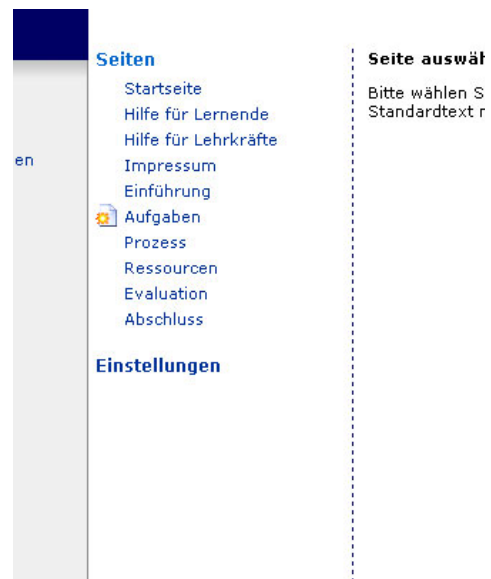 Seiten
Startseite
Hilfe für Lernende
Hilfe für Lehrkräfte
Impressum
Einführung
Aufgaben
Prozess
Ressourcen
Evaluation
Abschluss
Einstellungen
en
Seite auswäh
Bitte wählen S
Standardtext